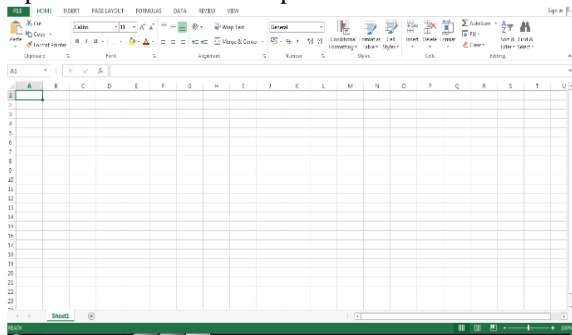 FILE HOME INSERT PAGE LAYOUT FORMULAS DATA REVIEW VIEW Sign in
Cut
Copy
Paste
Format Painter
Clipboard
Calibri 11
B I U
Font
Wrap Text
Merge & Center
Alignment
General
%
Number
Conditional Formatting
Format as Table
Cell Styles
Styles
Insert Delete Format
Cells
AutoSum
Fill
Clear
Sort & Filter
Find & Select
Editing
A1
A B C D E F G H I J K L M N O P Q R S T U
1
2
3
4
5
6
7
8
9
10
11
12
13
14
15
16
17
18
19
20
21
22
23
Sheet1
READY 100%